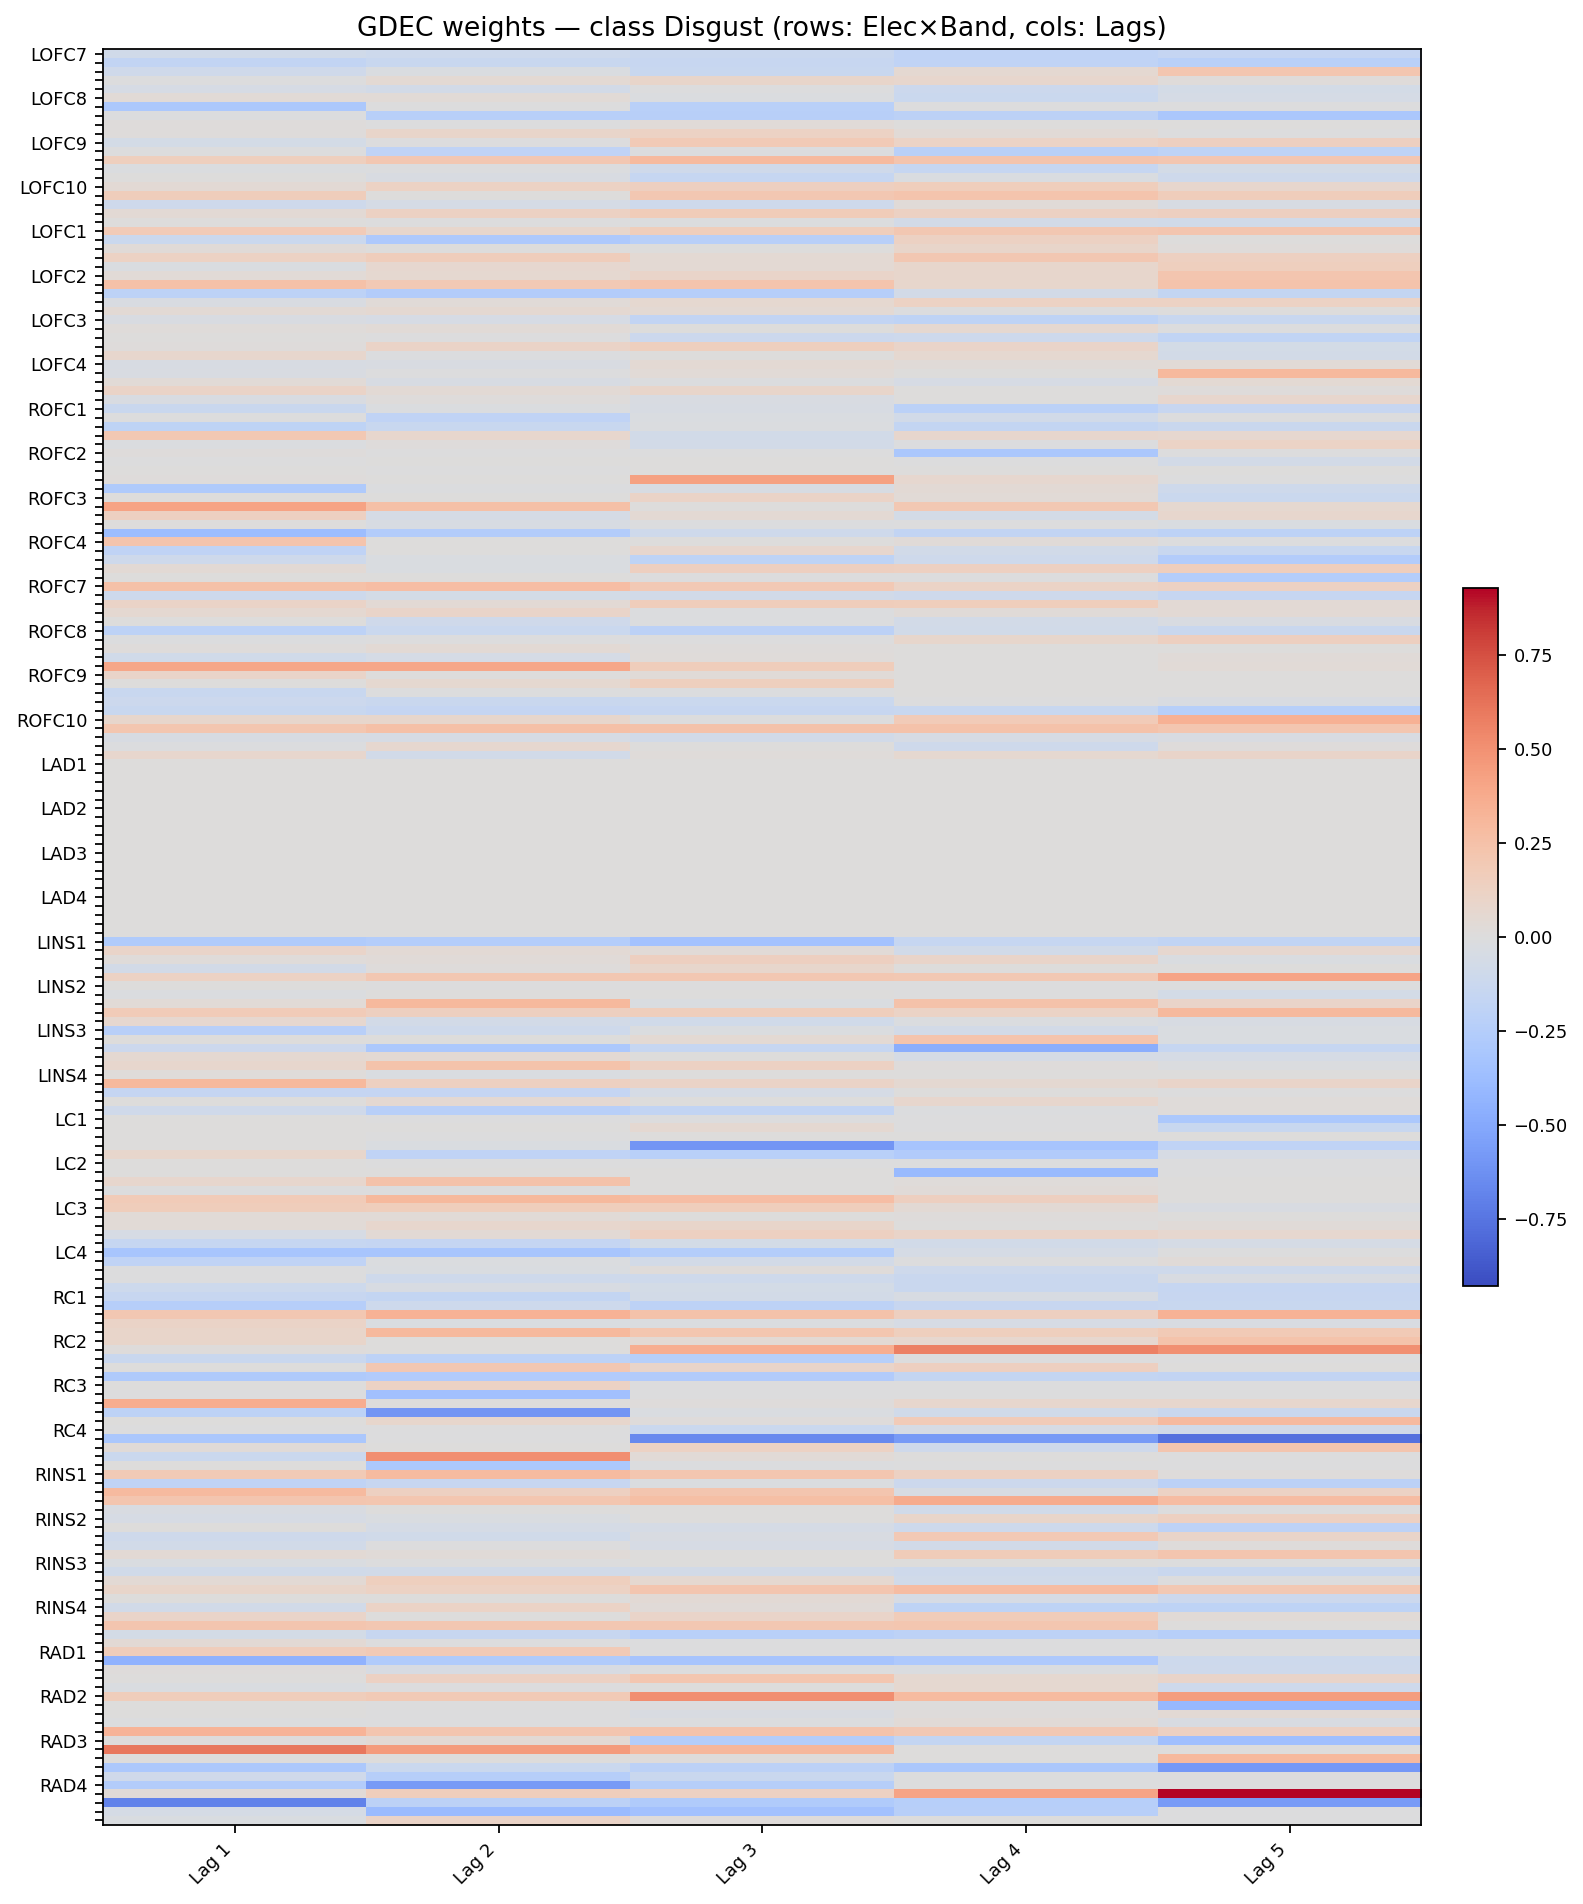 GDEC weights — class Disgust (rows: Elec×Band, cols: Lags)
LOFC7
LOFC8
LOFC9
LOFC10
LOFC1
LOFC2
LOFC3
LOFC4
ROFC1
ROFC2
ROFC3
ROFC4
ROFC7
ROFC8
ROFC9
ROFC10
LAD1
LAD2
LAD3
LAD4
LINS1
LINS2
LINS3
LINS4
LC1
LC2
LC3
LC4
RC1
RC2
RC3
RC4
RINS1
RINS2
RINS3
RINS4
RAD1
RAD2
RAD3
RAD4
Lag 1
Lag 2
Lag 3
Lag 4
Lag 5
0.75
0.50
0.25
0.00
−0.25
−0.50
−0.75